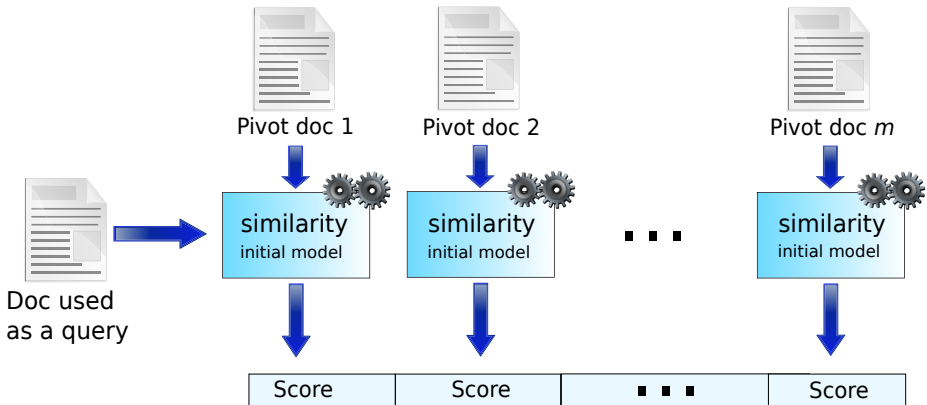 Pivot doc 1
Pivot doc 2
Pivot doc m
similarity
initial model
similarity
initial model
. . .
similarity
initial model
Doc used
as a query
Score
Score
. . .
Score